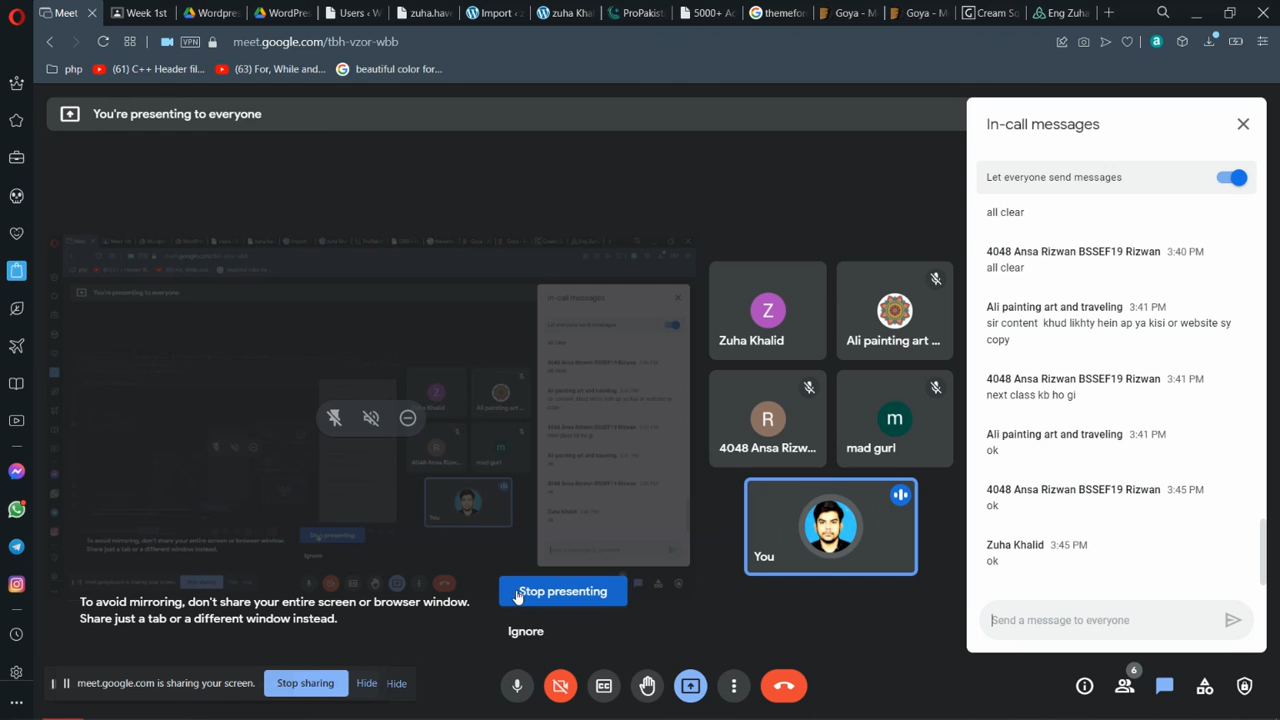 Meet
Week 1st
Wordpres
WordPres
Users ‹ W
zuha.have
Import ‹ z
zuha Khal
ProPakist
5000+ A
themefor
Goya - M
Goya - M
Cream So
Eng Zuha
VPN
meet.google.com/tbh-vzor-wbb
php
(61) C++ Header fil...
(63) For, While and...
beautiful color for...
You're presenting to everyone
In-call messages
Let everyone send messages
all clear
4048 Ansa Rizwan BSSEF19 Rizwan 3:40 PM
all clear
Ali painting art and traveling 3:41 PM
sir content khud likhty hein ap ya kisi or website sy
copy
4048 Ansa Rizwan BSSEF19 Rizwan 3:41 PM
next class kb ho gi
Ali painting art and traveling 3:41 PM
ok
4048 Ansa Rizwan BSSEF19 Rizwan 3:45 PM
ok
Zuha Khalid 3:45 PM
ok
Send a message to everyone
Z
Zuha Khalid
Ali painting art ...
R
4048 Ansa Rizw...
m
mad gurl
You
To avoid mirroring, don't share your entire screen or browser window.
Share just a tab or a different window instead.
Stop presenting
Ignore
meet.google.com is sharing your screen.
Stop sharing
Hide
Hide
6